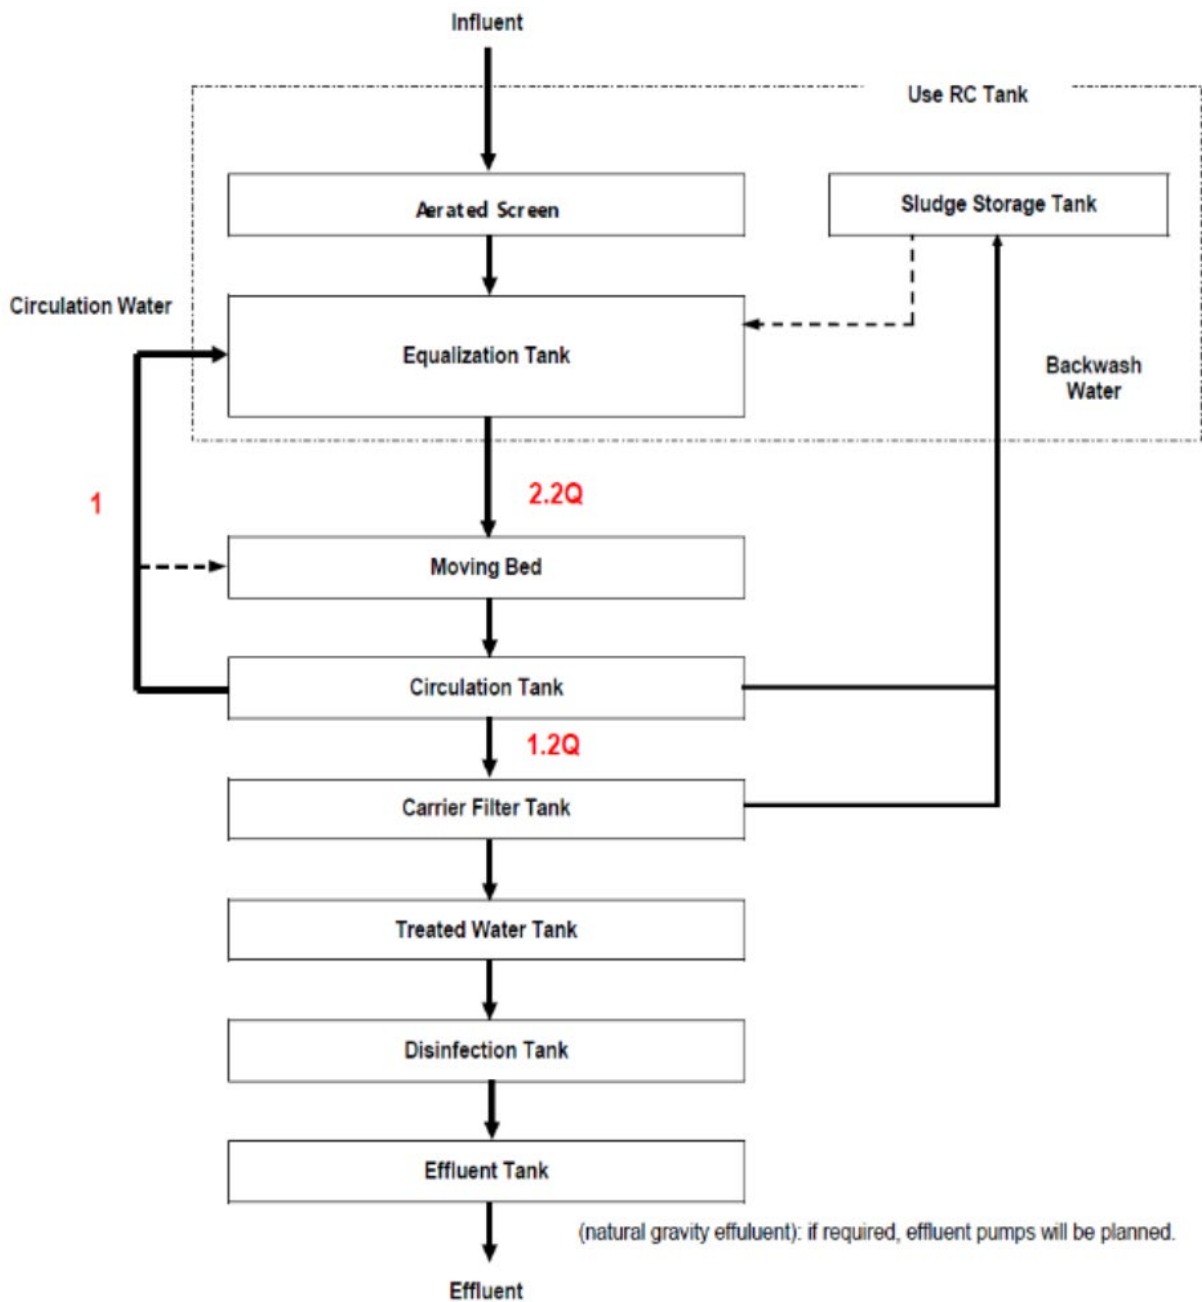 Influent
Use RC Tank
Aerated Screen
Sludge Storage Tank
Circulation Water
Equalization Tank
Backwash
Water
1
2.2Q
Moving Bed
Circulation Tank
1.2Q
Carrier Filter Tank
Treated Water Tank
Disinfection Tank
Effluent Tank
(natural gravity effuluent): if required, effluent pumps will be planned.
Effluent